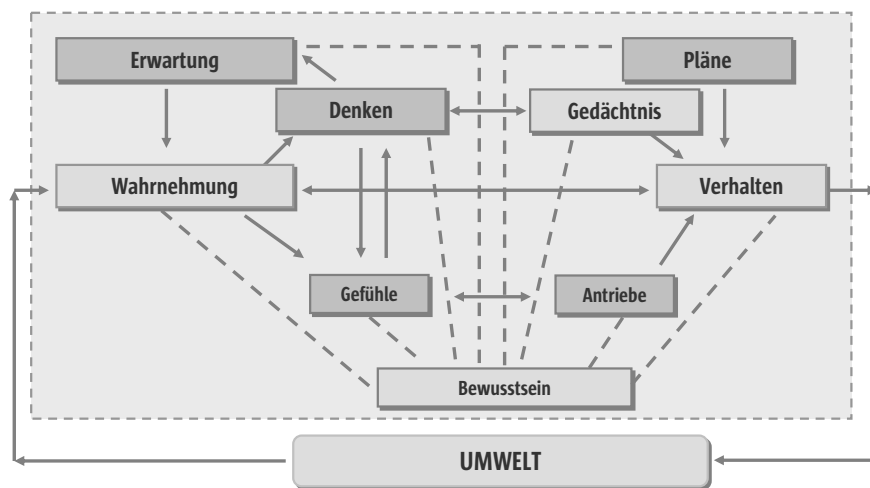 Erwartung
Pläne
Denken
Gedächtnis
Wahrnehmung
Verhalten
Gefühle
Antriebe
Bewusstsein
UMWELT